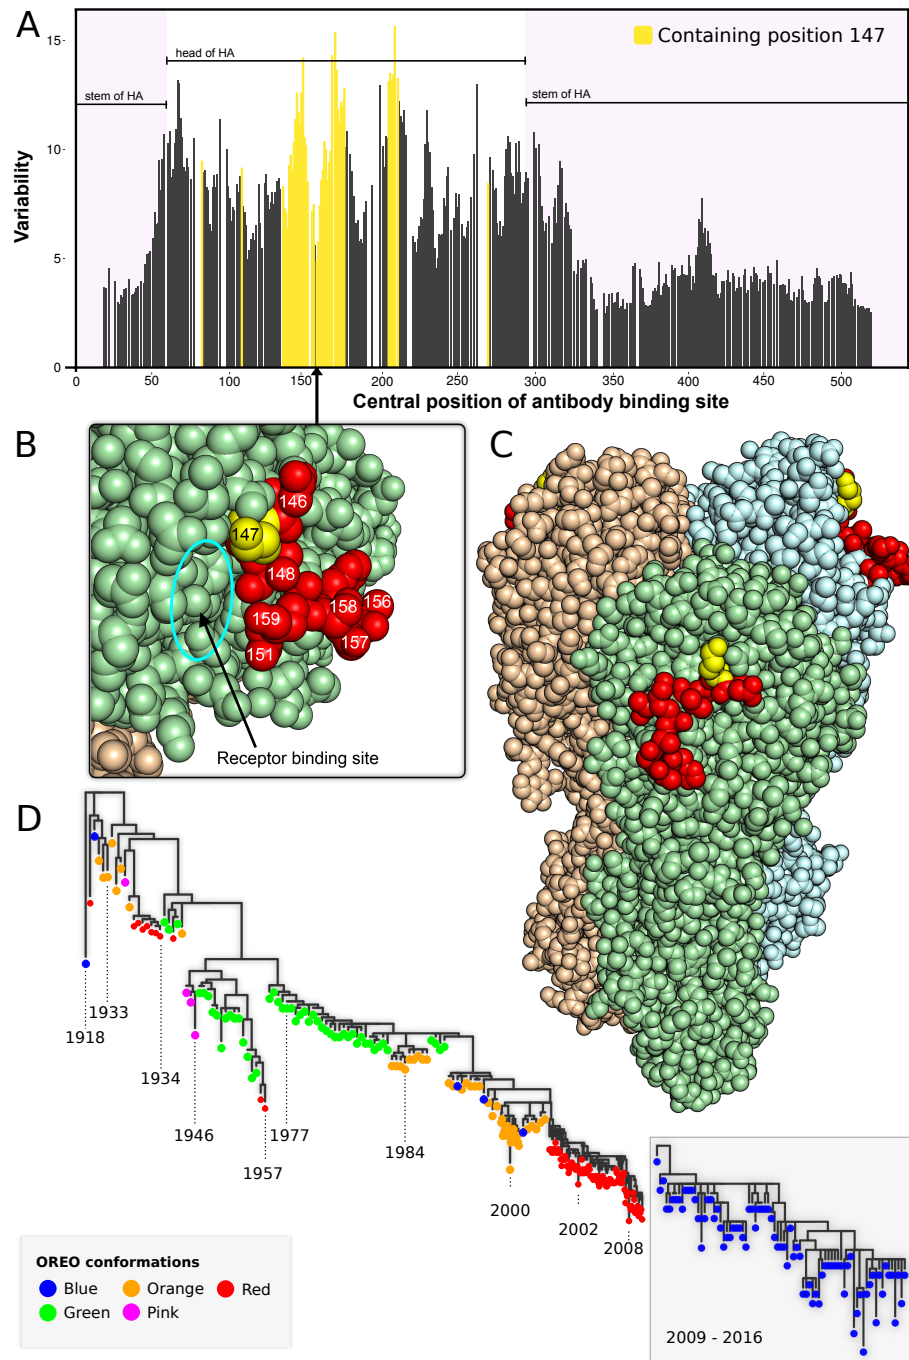 A
Containing position 147
head of HA
stem of HA
stem of HA
Variability
15
10
5
0
0 50 100 150 200 250 300 350 400 450 500
Central position of antibody binding site
B
146
147
148
159
158
156
151
157
Receptor binding site
C
D
1918
1933
1934
1946
1957
1977
1984
2000
2002
2008
2009 - 2016
OREO conformations
Blue Orange Red
Green Pink